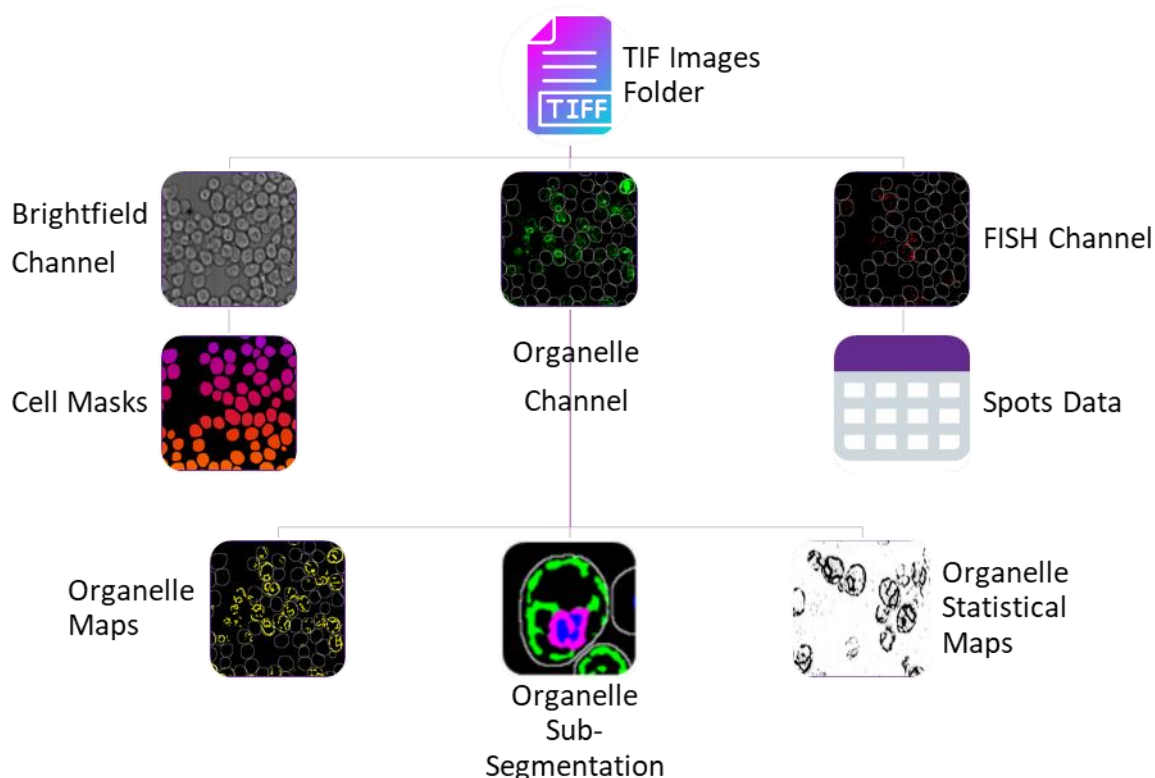 TIF Images
Folder
TIFF
Brightfield
Channel
FISH Channel
Organelle
Channel
Cell Masks
Spots Data
Organelle
Maps
Organelle
Sub-
Segmentation
Organelle
Statistical
Maps